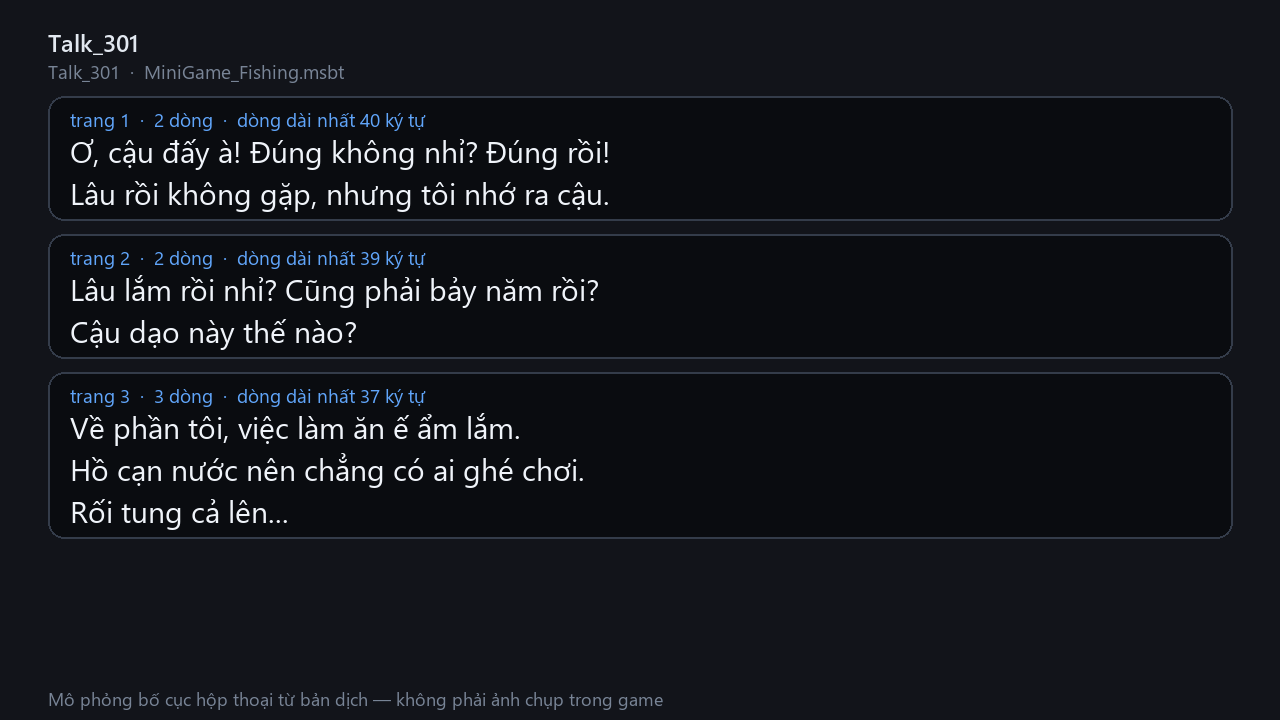 Talk_301
Talk_301 · MiniGame_Fishing.msbt
trang 1 · 2 dòng · dòng dài nhất 40 ký tự
Ơ, cậu đấy à! Đúng không nhỉ? Đúng rồi!
Lâu rồi không gặp, nhưng tôi nhớ ra cậu.
trang 2 · 2 dòng · dòng dài nhất 39 ký tự
Lâu lắm rồi nhỉ? Cũng phải bảy năm rồi?
Cậu dạo này thế nào?
trang 3 · 3 dòng · dòng dài nhất 37 ký tự
Về phần tôi, việc làm ăn ế ẩm lắm.
Hồ cạn nước nên chẳng có ai ghé chơi.
Rối tung cả lên...
Mô phỏng bố cục hộp thoại từ bản dịch — không phải ảnh chụp trong game